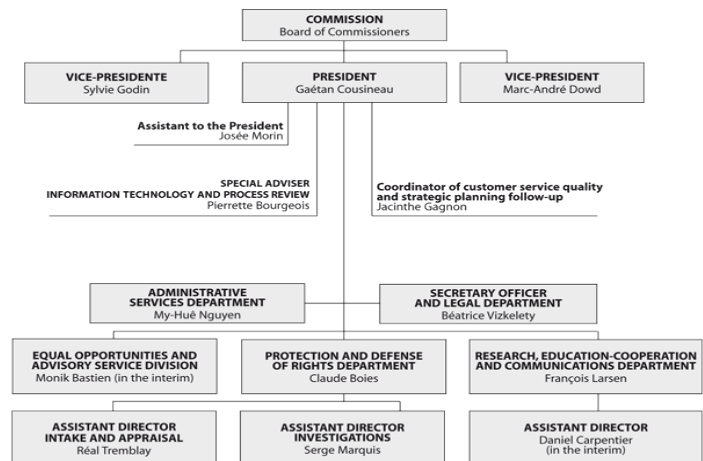 COMMISSION
Board of Commissioners
VICE-PRESIDENTE
Sylvie Godin
PRESIDENT
Gaétan Cousineau
VICE-PRESIDENT
Marc-André Dowd
Assistant to the President
Josée Morin
SPECIAL ADVISER
INFORMATION TECHNOLOGY AND PROCESS REVIEW
Pierrette Bourgeois
Coordinator of customer service quality
and strategic planning follow-up
Jacinthe Gagnon
ADMINISTRATIVE
SERVICES DEPARTMENT
My-Huê Nguyen
SECRETARY OFFICER
AND LEGAL DEPARTMENT
Béatrice Vizkelety
EQUAL OPPORTUNITIES AND
ADVISORY SERVICE DIVISION
Monik Bastien (in the interim)
PROTECTION AND DEFENSE
OF RIGHTS DEPARTMENT
Claude Boies
RESEARCH, EDUCATION-COOPERATION
AND COMMUNICATIONS DEPARTMENT
François Larsen
ASSISTANT DIRECTOR
INTAKE AND APPRAISAL
Réal Tremblay
ASSISTANT DIRECTOR
INVESTIGATIONS
Serge Marquis
ASSISTANT DIRECTOR
Daniel Carpentier
(in the interim)